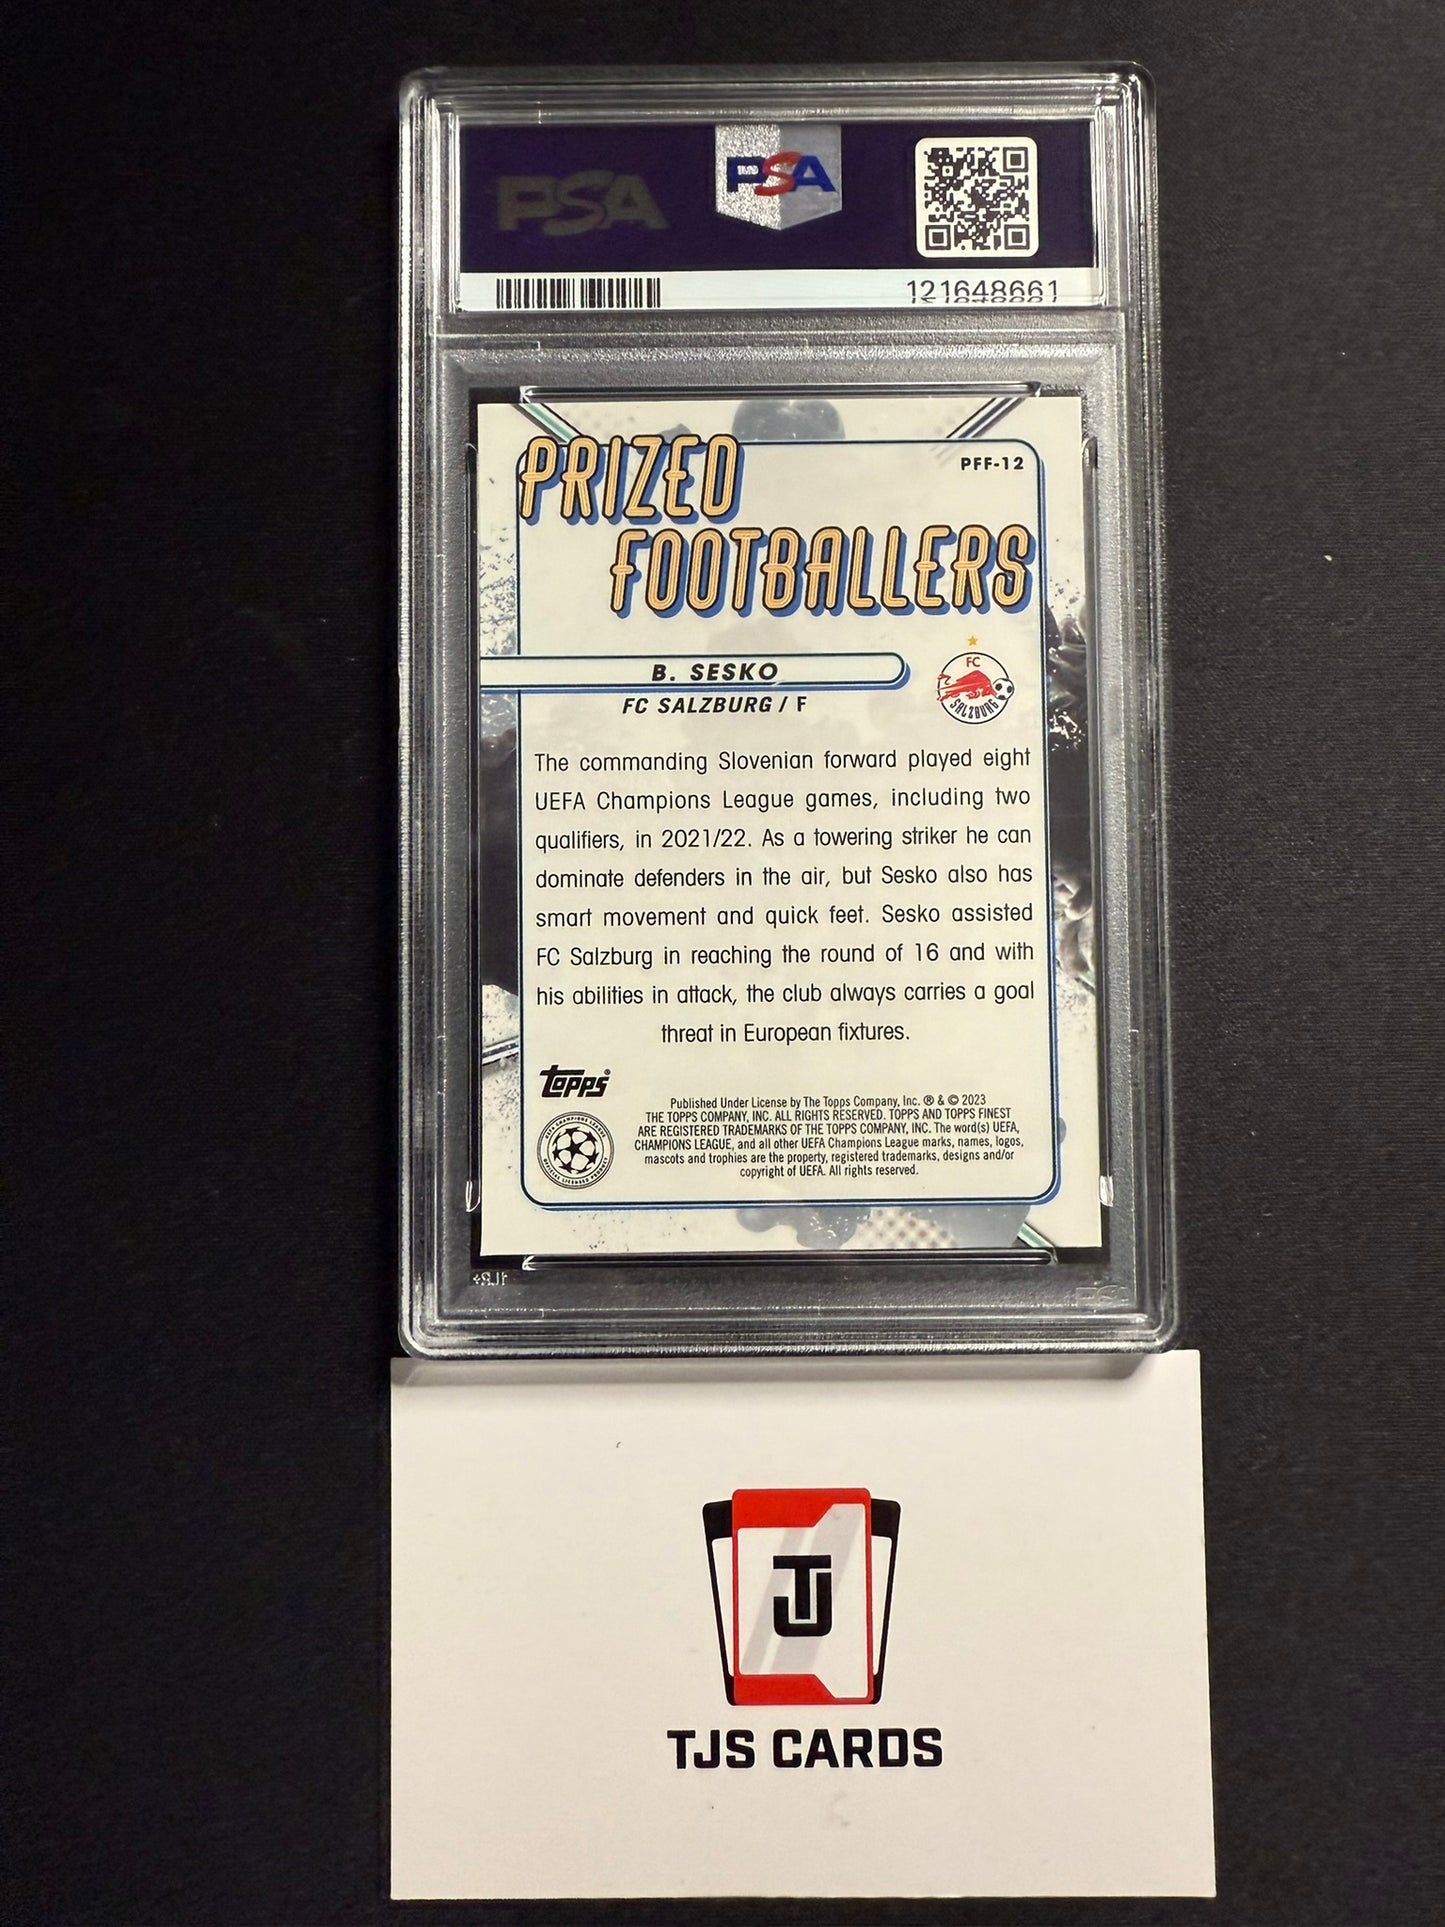 PSA
PSA
121648661
PRIZED
FOOTBALLERS
PFF-12
B. SESKO
FC SALZBURG / F
FC
SALZBURG
The commanding Slovenian forward played eight
UEFA Champions League games, including two
qualifiers, in 2021/22. As a towering striker he can
dominate defenders in the air, but Sesko also has
smart movement and quick feet. Sesko assisted
FC Salzburg in reaching the round of 16 and with
his abilities in attack, the club always carries a goal
threat in European fixtures.
topps®
Published Under License by The Topps Company, Inc. ® & © 2023
THE TOPPS COMPANY, INC. ALL RIGHTS RESERVED. TOPPS AND TOPPS FINEST
ARE REGISTERED TRADEMARKS OF THE TOPPS COMPANY, INC. The word(s) UEFA,
CHAMPIONS LEAGUE, and all other UEFA Champions League marks, names, logos,
mascots and trophies are the property, registered trademarks, designs and/or
copyright of UEFA. All rights reserved.
UEFA CHAMPIONS LEAGUE
OFFICIAL LICENSED PRODUCT
TJ
TJS CARDS